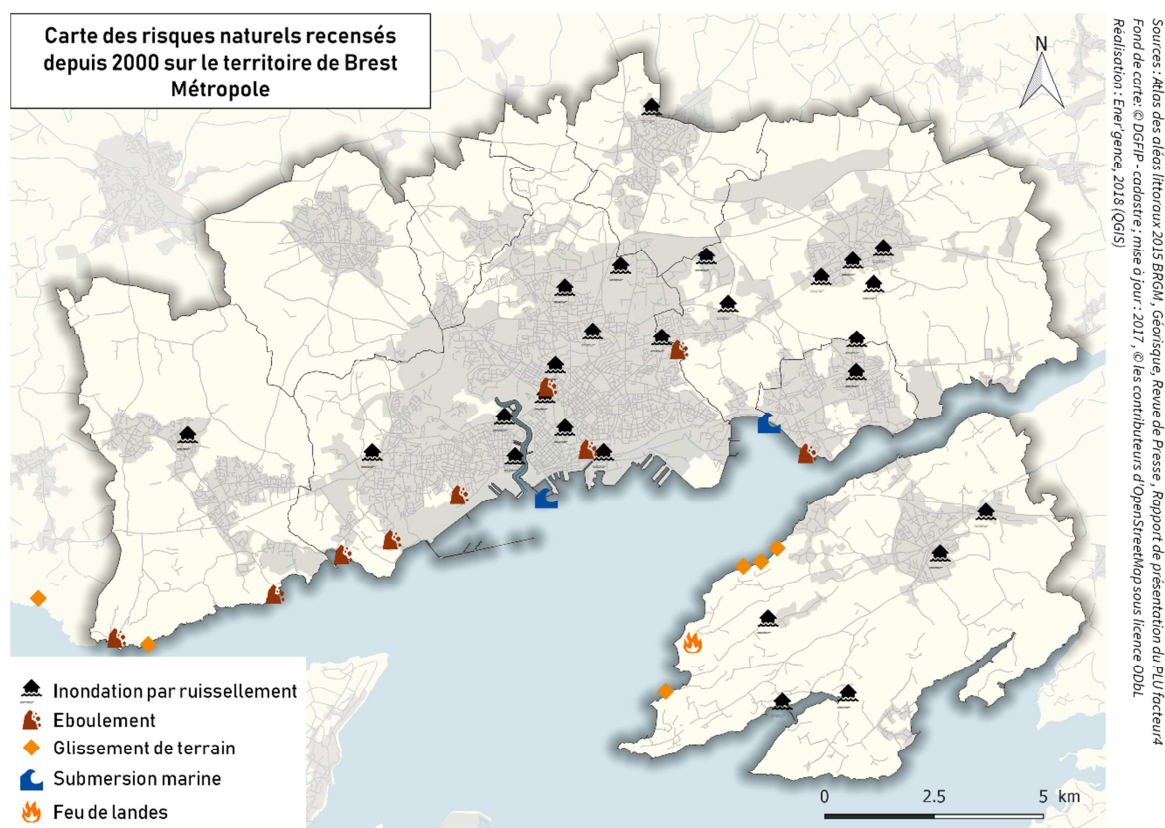 Carte des risques naturels recensés
depuis 2000 sur le territoire de Brest
Métropole
N
Sources : Atlas des aléas littoraux 2015 BRGM , Géorisque, Revue de Presse , Rapport de présentation du PLU facteur4
Fond de carte: © DGFIP - cadastre ; mise à jour : 2017 , © les contributeurs d'OpenStreetMap sous licence ODbL
Réalisation : Ener'gence, 2018 (QGIS)
Inondation par ruissellement
Eboulement
Glissement de terrain
Submersion marine
Feu de landes
0 2.5 5 km